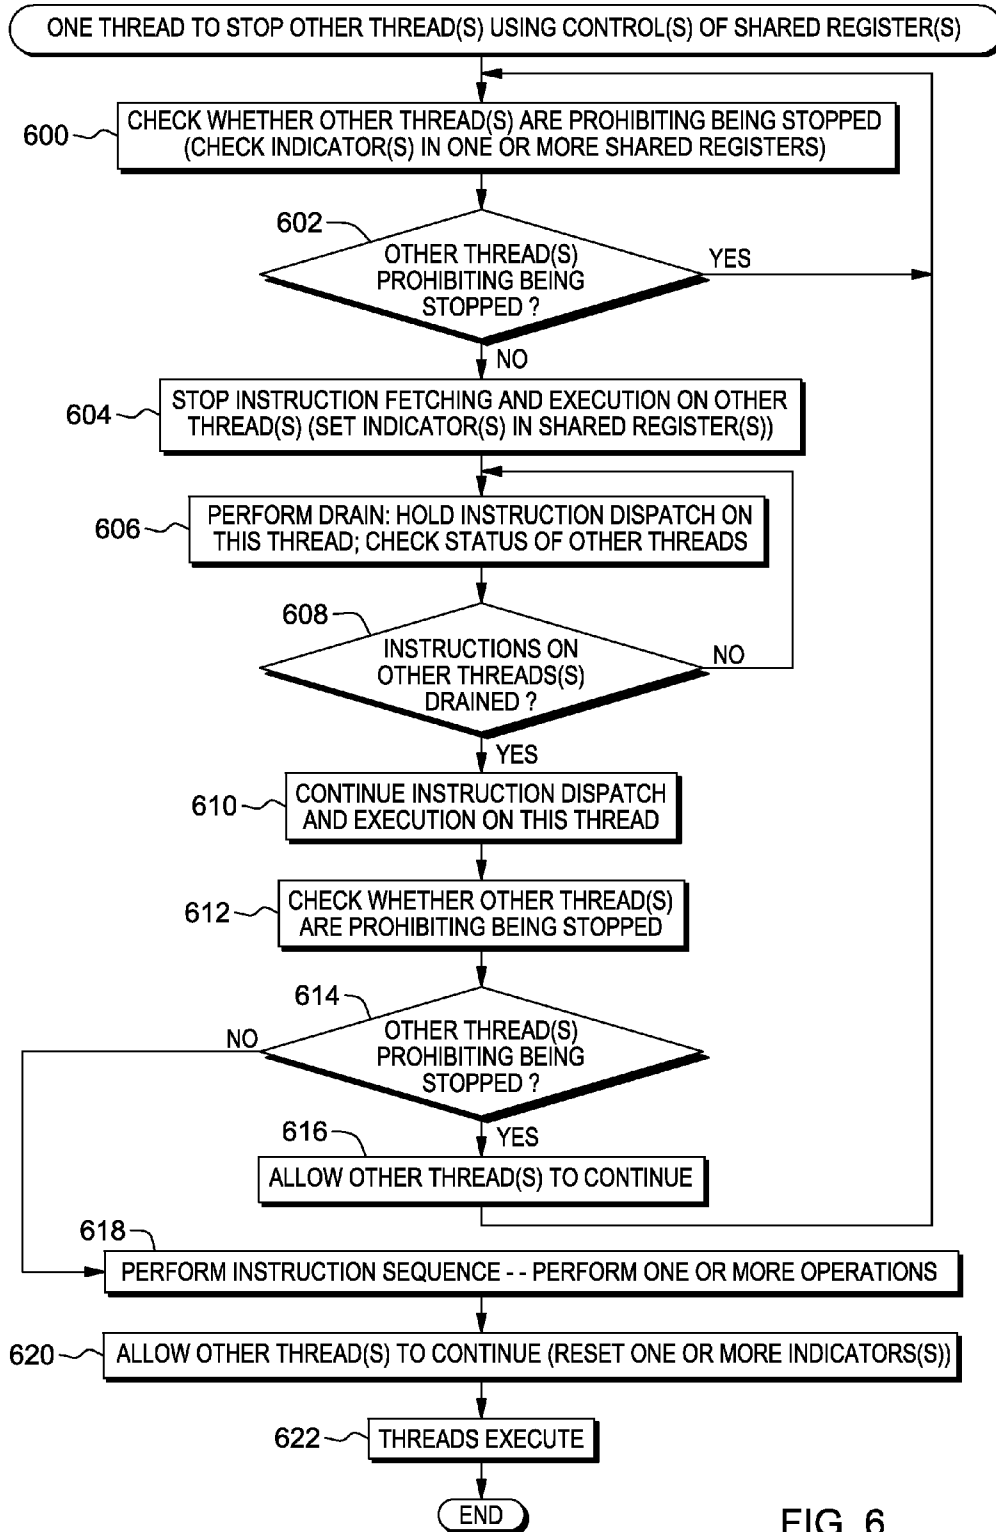 ONE THREAD TO STOP OTHER THREAD(S) USING CONTROL(S) OF SHARED REGISTER(S)
600
CHECK WHETHER OTHER THREAD(S) ARE PROHIBITING BEING STOPPED
(CHECK INDICATOR(S) IN ONE OR MORE SHARED REGISTERS)
602
OTHER THREAD(S)
PROHIBITING BEING
STOPPED ?
YES
NO
604
STOP INSTRUCTION FETCHING AND EXECUTION ON OTHER
THREAD(S) (SET INDICATOR(S) IN SHARED REGISTER(S))
606
PERFORM DRAIN: HOLD INSTRUCTION DISPATCH ON
THIS THREAD; CHECK STATUS OF OTHER THREADS
608
INSTRUCTIONS ON
OTHER THREADS(S)
DRAINED ?
NO
YES
610
CONTINUE INSTRUCTION DISPATCH
AND EXECUTION ON THIS THREAD
612
CHECK WHETHER OTHER THREAD(S)
ARE PROHIBITING BEING STOPPED
614
OTHER THREAD(S)
PROHIBITING BEING
STOPPED ?
NO
YES
616
ALLOW OTHER THREAD(S) TO CONTINUE
618
PERFORM INSTRUCTION SEQUENCE -- PERFORM ONE OR MORE OPERATIONS
620
ALLOW OTHER THREAD(S) TO CONTINUE (RESET ONE OR MORE INDICATORS(S))
622
THREADS EXECUTE
END
FIG. 6